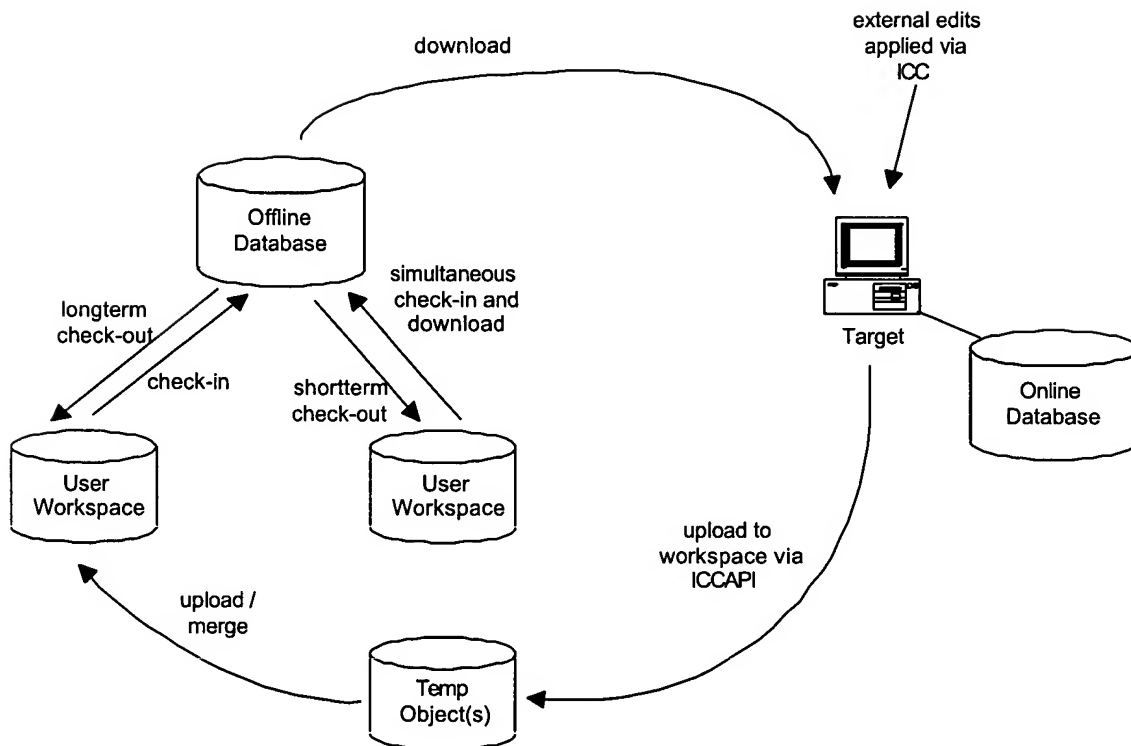 download
external edits
applied via
ICC
Offline
Database
simultaneous
check-in and
download
longterm
check-out
check-in
shortterm
check-out
Target
Online
Database
User
Workspace
User
Workspace
upload to
workspace via
ICCAPI
upload /
merge
Temp
Object(s)